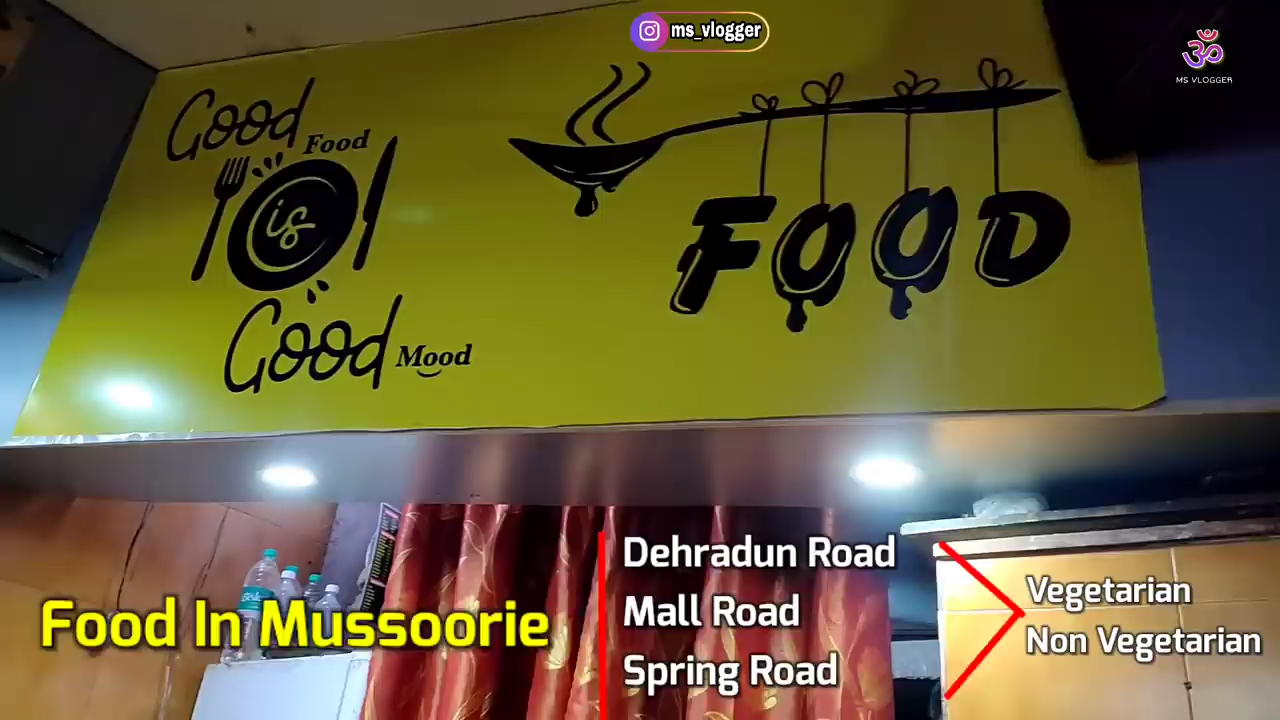 ms_vlogger
ॐ
MS VLOGGER
Good
Food
is
Good
Mood
FOOD
Food In Mussoorie
Dehradun Road
Mall Road
Spring Road
Vegetarian
Non Vegetarian